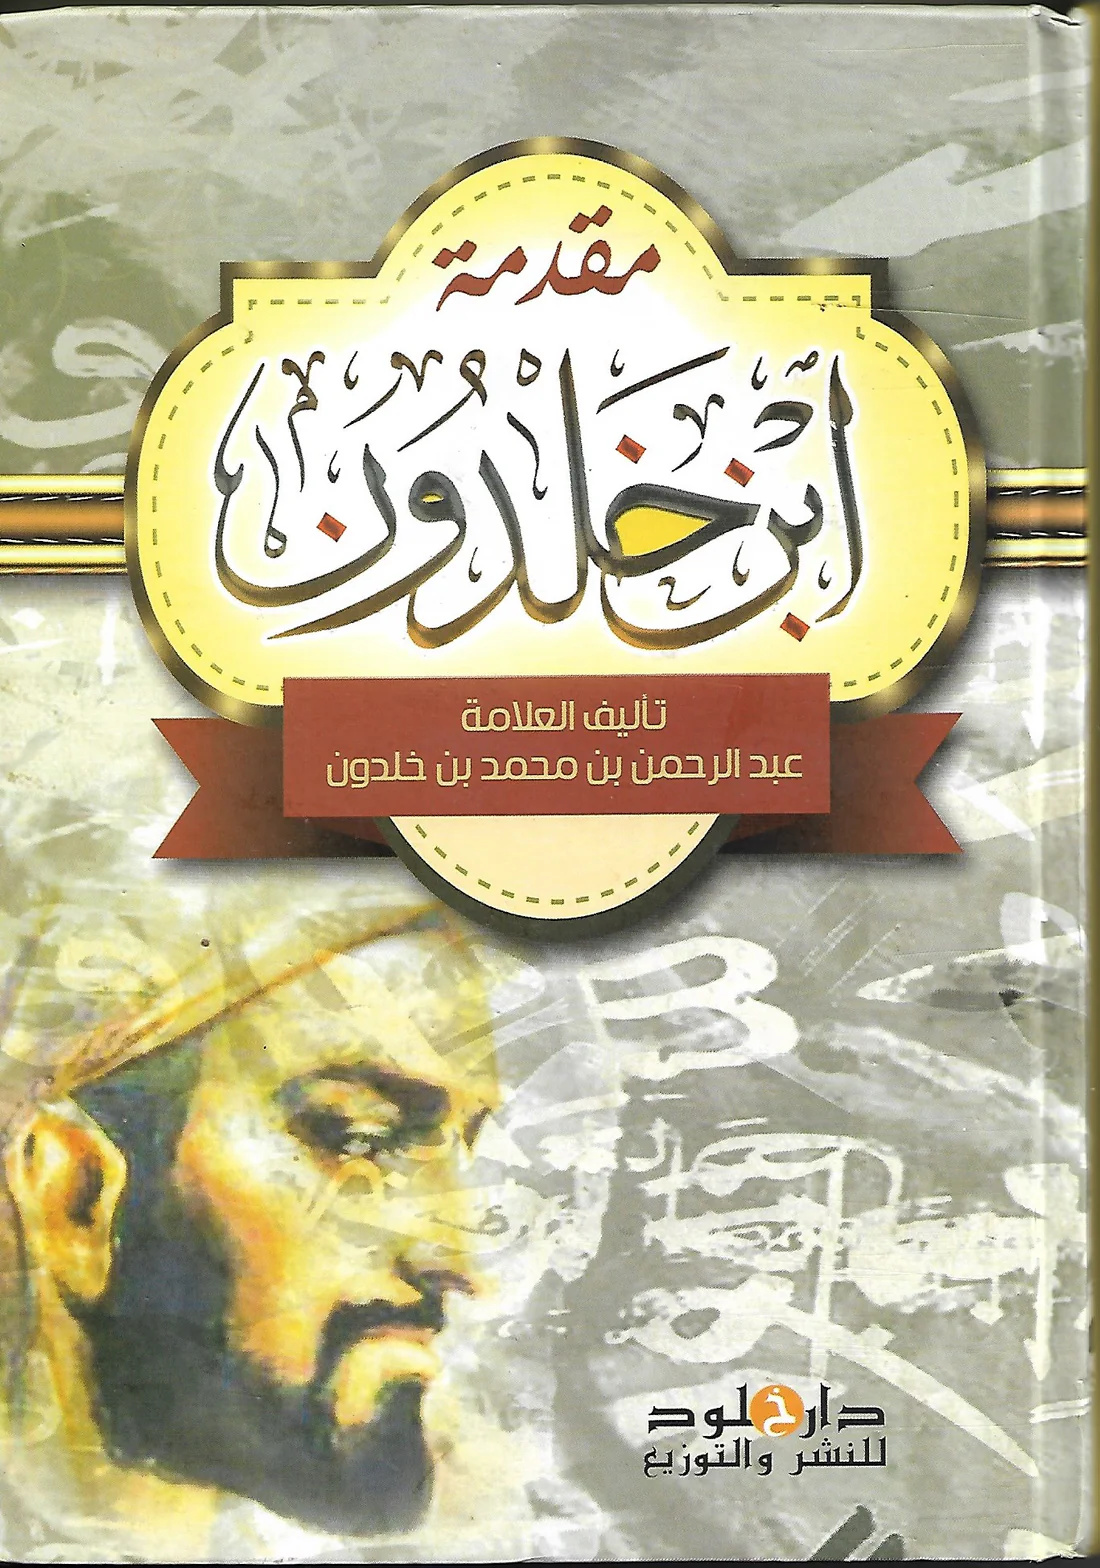 مقدمة
ابن خلدون
تأليف العلامة
عبد الرحمن بن محمد بن خلدون
دار خلود
للنشر والتوزيع